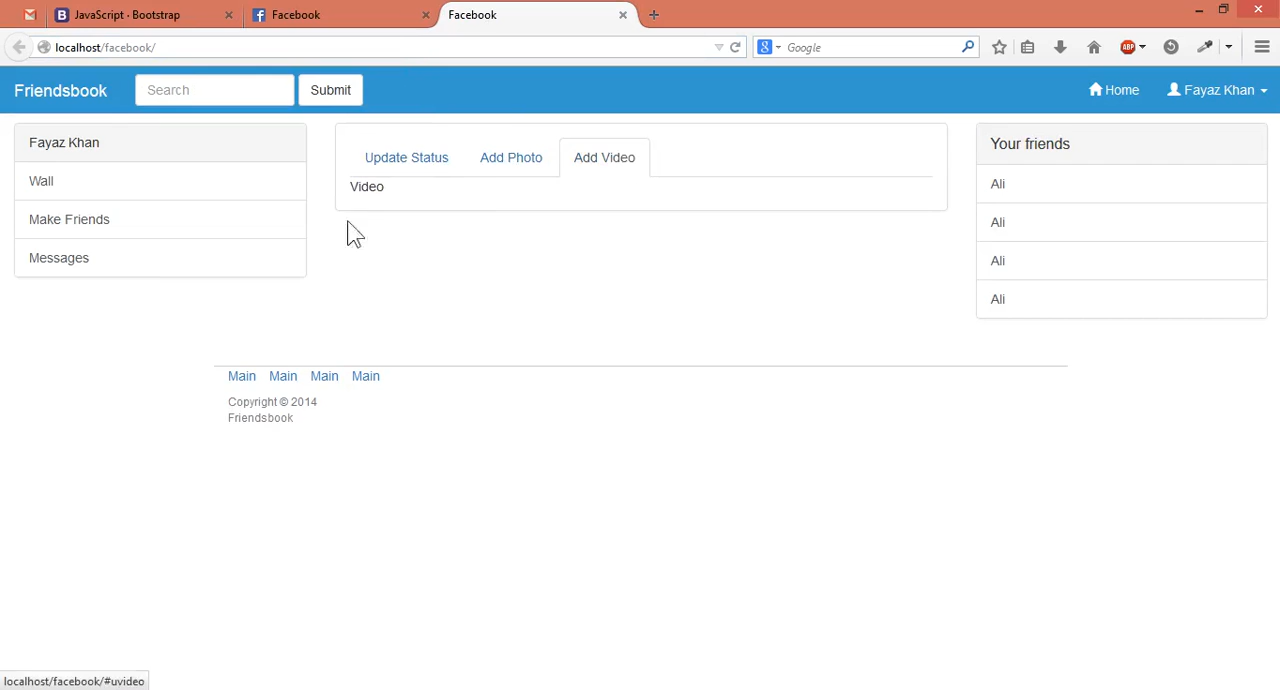 JavaScript · Bootstrap
Facebook
Facebook
localhost/facebook/
Google
ABP
Friendsbook
Search
Submit
Home
Fayaz Khan
Fayaz Khan
Wall
Make Friends
Messages
Update Status
Add Photo
Add Video
Video
Your friends
Ali
Ali
Ali
Ali
Main Main Main Main
Copyright © 2014
Friendsbook
localhost/facebook/#uvideo